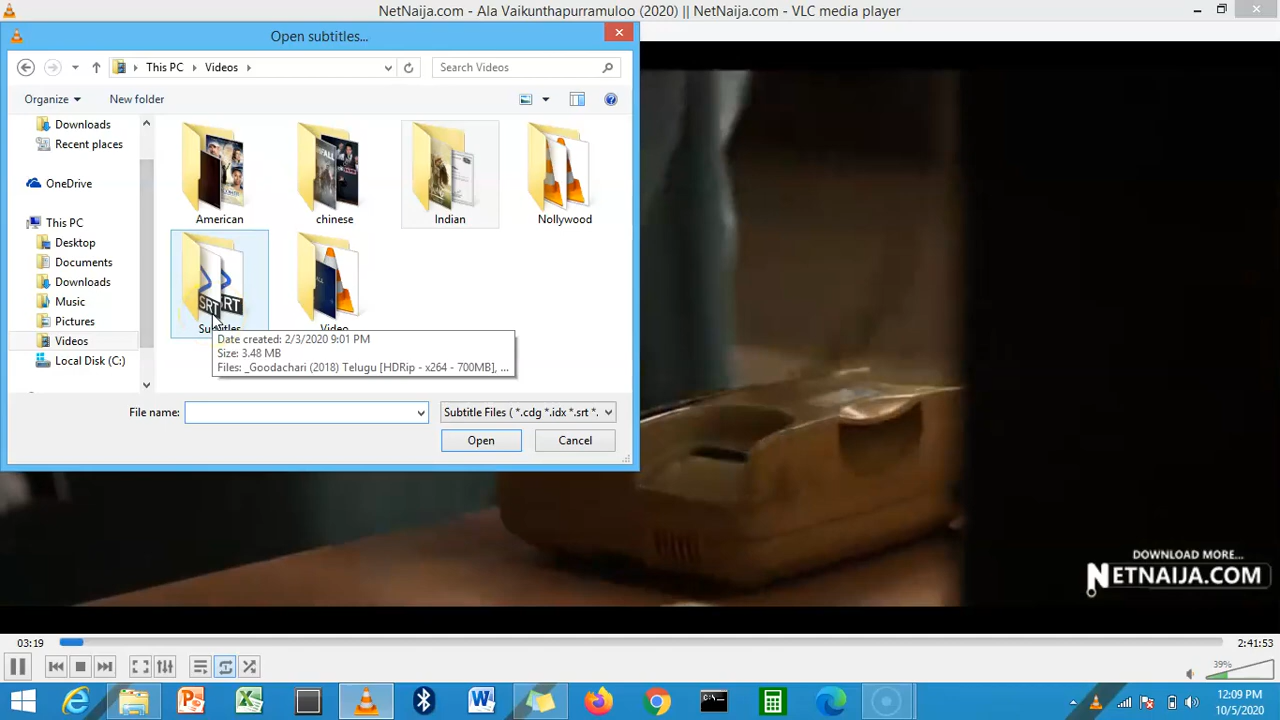 NetNaija.com - Ala Vaikunthapurramuloo (2020) || NetNaija.com - VLC media player
Open subtitles...
This PC
Videos
Search Videos
Organize
New folder
Downloads
Recent places
OneDrive
This PC
Desktop
Documents
Downloads
Music
Pictures
Videos
Local Disk (C:)
American
chinese
Indian
Nollywood
SRT
SRT
Subtitles
Video
Date created: 2/3/2020 9:01 PM
Size: 3.48 MB
Files: _Goodachari (2018) Telugu [HDRip - x264 - 700MB], ...
File name:
Subtitle Files ( *.cdg *.idx *.srt *.
Open
Cancel
DOWNLOAD MORE...
NETNAIJA.COM
03:19
2:41:53
39%
12:09 PM
10/5/2020